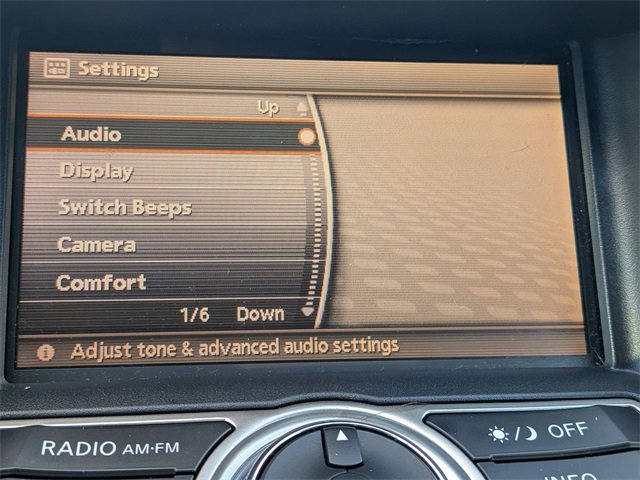 Settings
Up
Audio
Display
Switch Beeps
Camera
Comfort
1/6 Down
Adjust tone & advanced audio settings
RADIO AM·FM
/ OFF
INFO